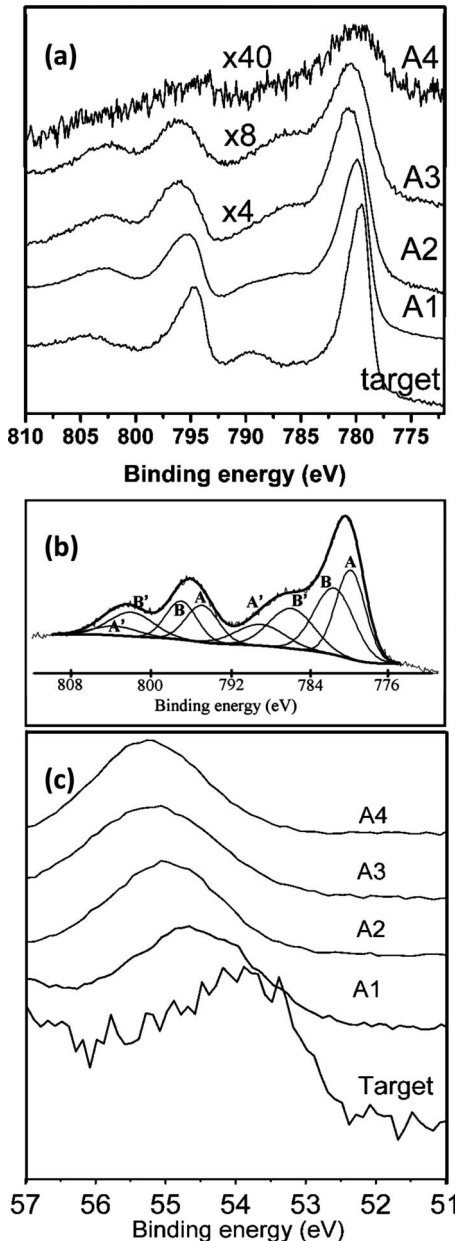 (a)
x40
A4
x8
A3
x4
A2
A1
target
810 805 800 795 790 785 780 775
Binding energy (eV)
(b)
B' A' B A A' B' B A
808 800 792 784 776
Binding energy (eV)
(c)
A4
A3
A2
A1
Target
57 56 55 54 53 52 51
Binding energy (eV)